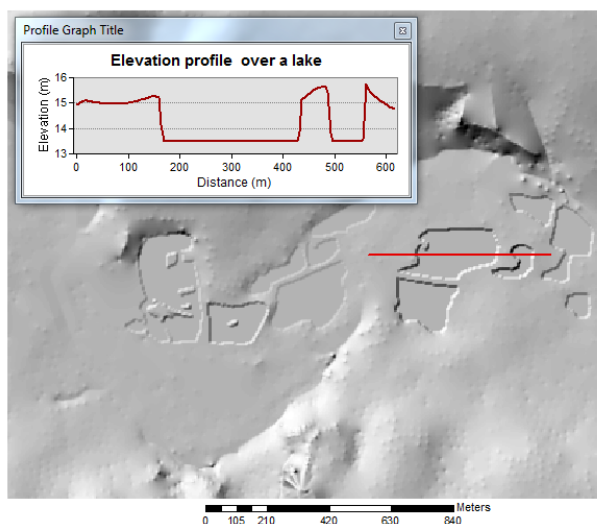 Profile Graph Title
Elevation profile over a lake
Elevation (m)
16
15
14
13
0 100 200 300 400 500 600
Distance (m)
Meters
0 105 210 420 630 840